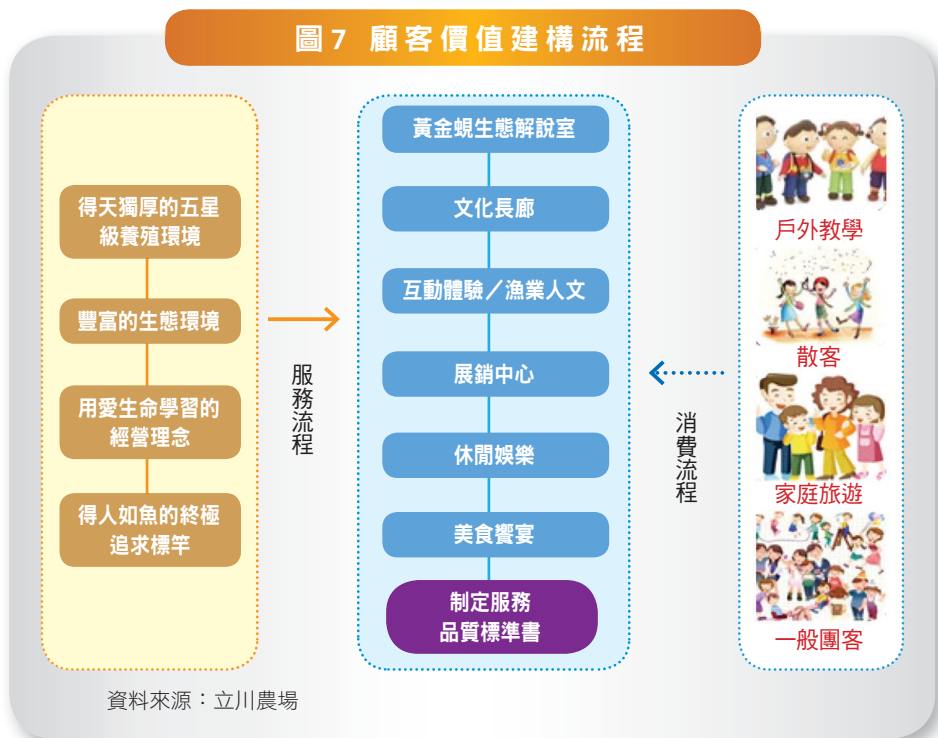 圖7 顧客價值建構流程
得天獨厚的五星
級養殖環境
豐富的生態環境
用愛生命學習的
經營理念
得人如魚的終極
追求標竿
服務流程
黃金蜆生態解說室
文化長廊
互動體驗／漁業人文
展銷中心
休閒娛樂
美食饗宴
制定服務
品質標準書
消費流程
戶外教學
散客
家庭旅遊
一般團客
資料來源：立川農場